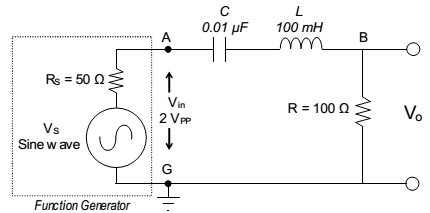 C
0.01 µF
L
100 mH
A
B
RS = 50 Ω
Vin
2 VPP
R = 100 Ω
Vo
VS
Sine wave
G
Function Generator